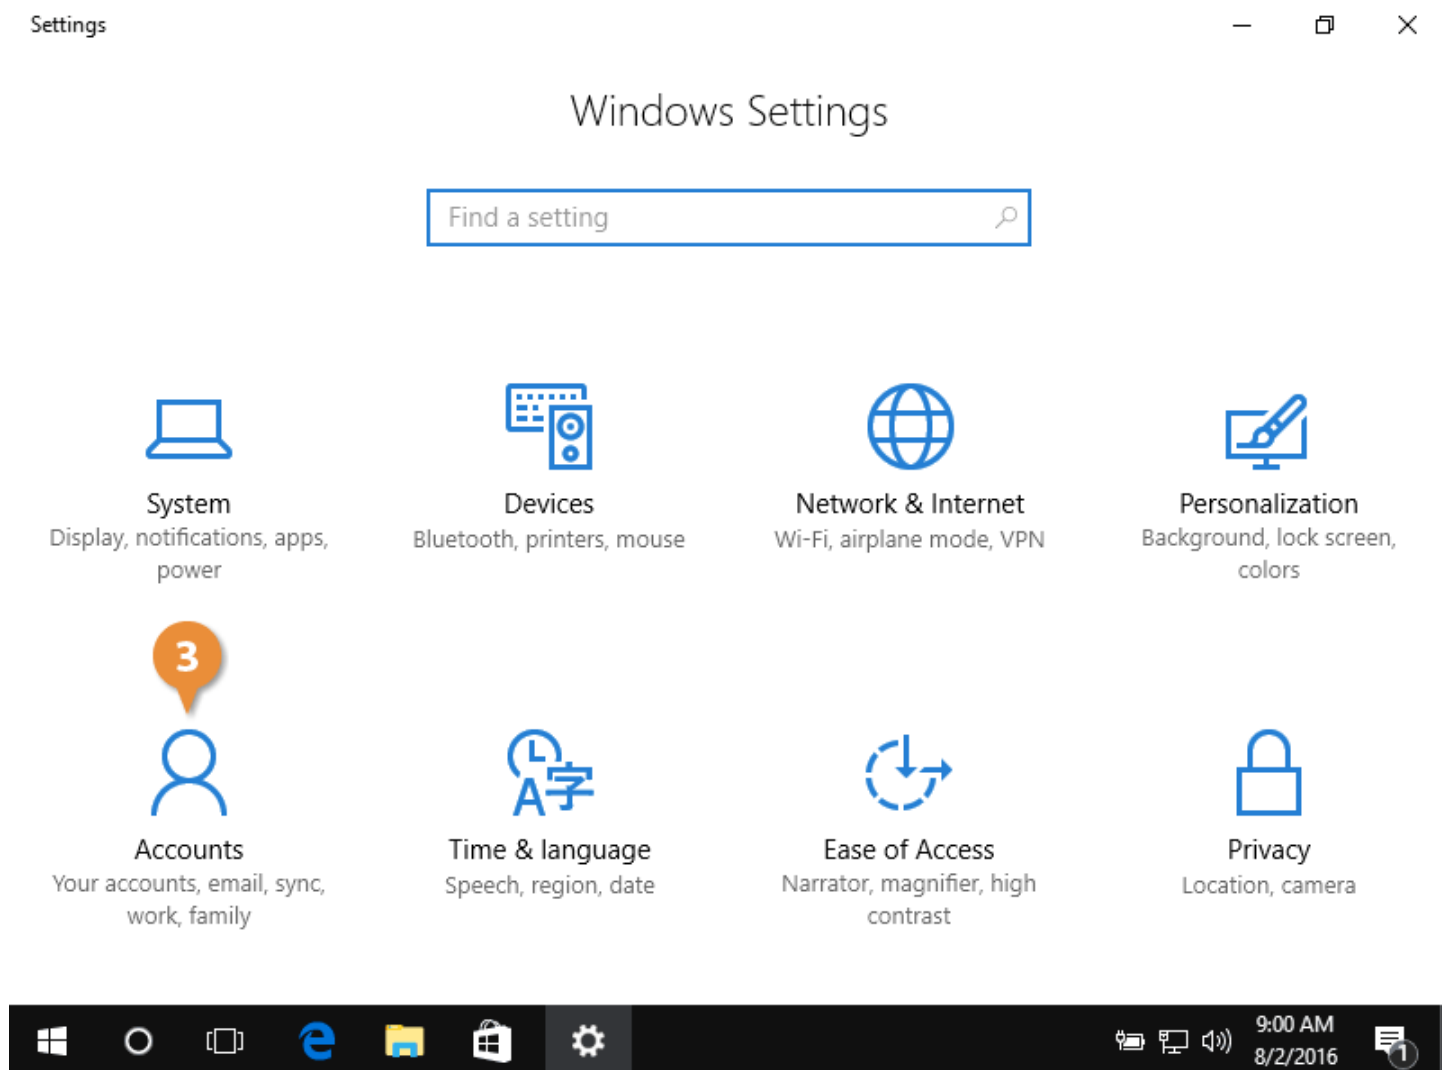 Settings
Windows Settings
Find a setting
System
Display, notifications, apps,
power
Devices
Bluetooth, printers, mouse
Network & Internet
Wi-Fi, airplane mode, VPN
Personalization
Background, lock screen,
colors
3
Accounts
Your accounts, email, sync,
work, family
A字
Time & language
Speech, region, date
Ease of Access
Narrator, magnifier, high
contrast
Privacy
Location, camera
9:00 AM
8/2/2016
1